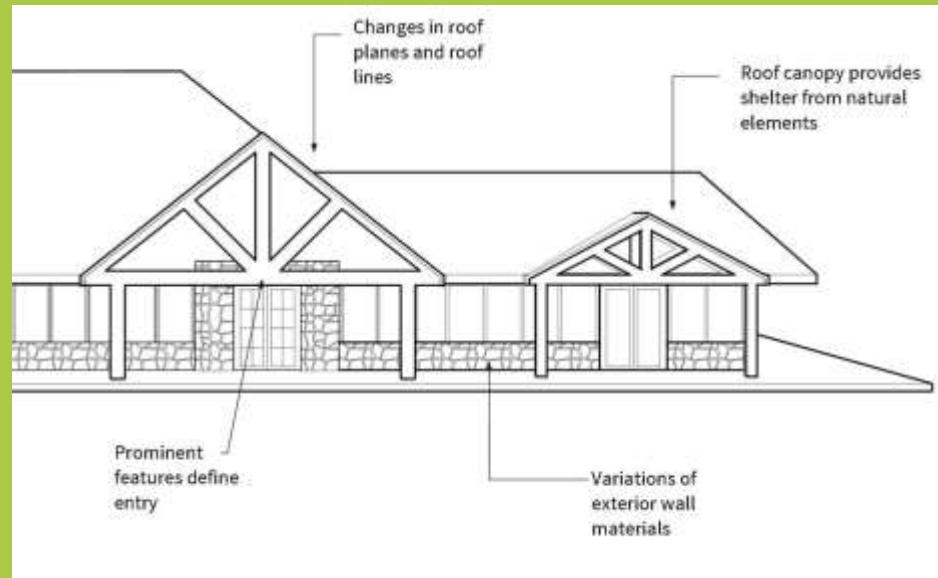 Changes in roof
planes and roof
lines
Roof canopy provides
shelter from natural
elements
Prominent
features define
entry
Variations of
exterior wall
materials